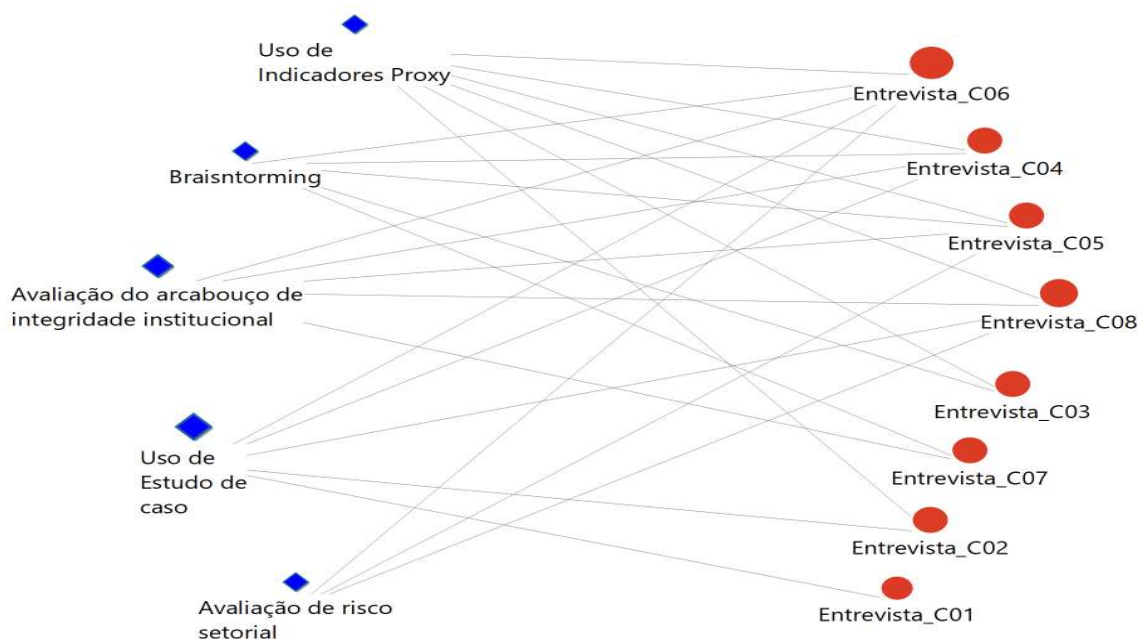 Uso de
Indicadores Proxy
Braisntorming
Avaliação do arcabouço de
integridade institucional
Uso de
Estudo de
caso
Avaliação de risco
setorial
Entrevista_C06
Entrevista_C04
Entrevista_C05
Entrevista_C08
Entrevista_C03
Entrevista_C07
Entrevista_C02
Entrevista_C01